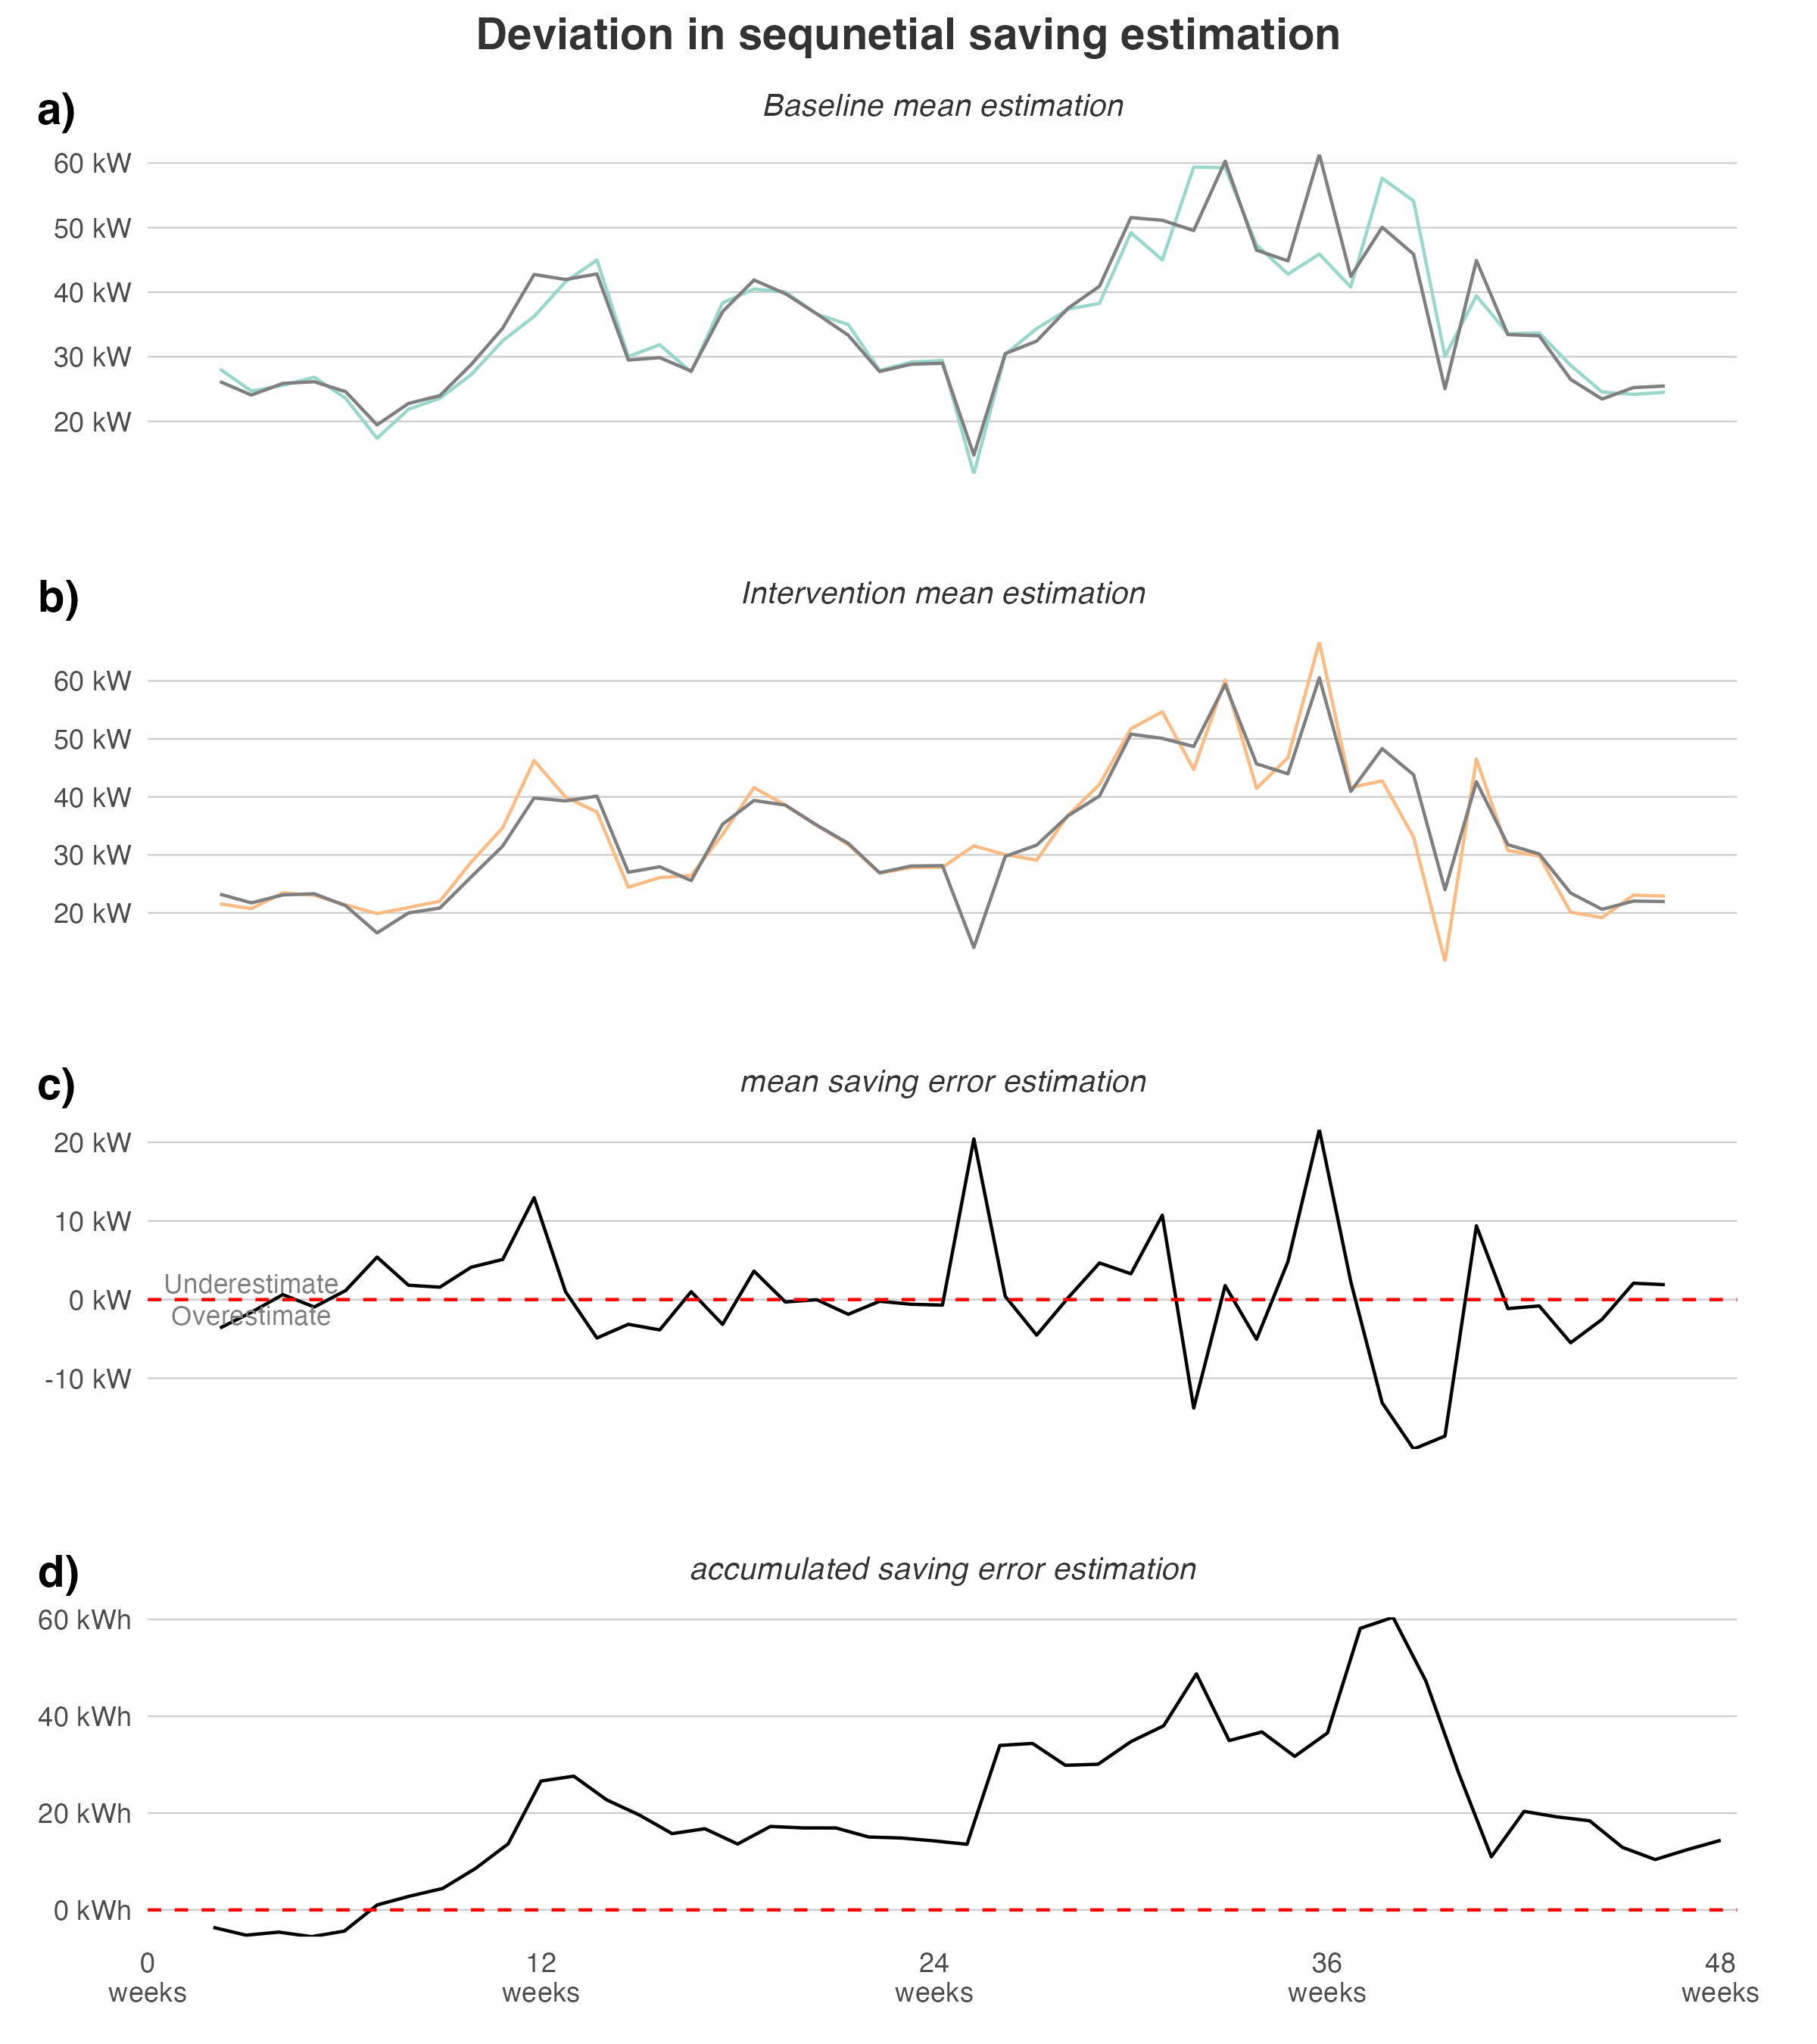 Deviation in sequnetial saving estimation
a)
Baseline mean estimation
60 kW
50 kW
40 kW
30 kW
20 kW
b)
Intervention mean estimation
60 kW
50 kW
40 kW
30 kW
20 kW
c)
mean saving error estimation
20 kW
10 kW
Underestimate
0 kW
Overestimate
-10 kW
d)
accumulated saving error estimation
60 kWh
40 kWh
20 kWh
0 kWh
0 12 24 36 48
weeks weeks weeks weeks weeks